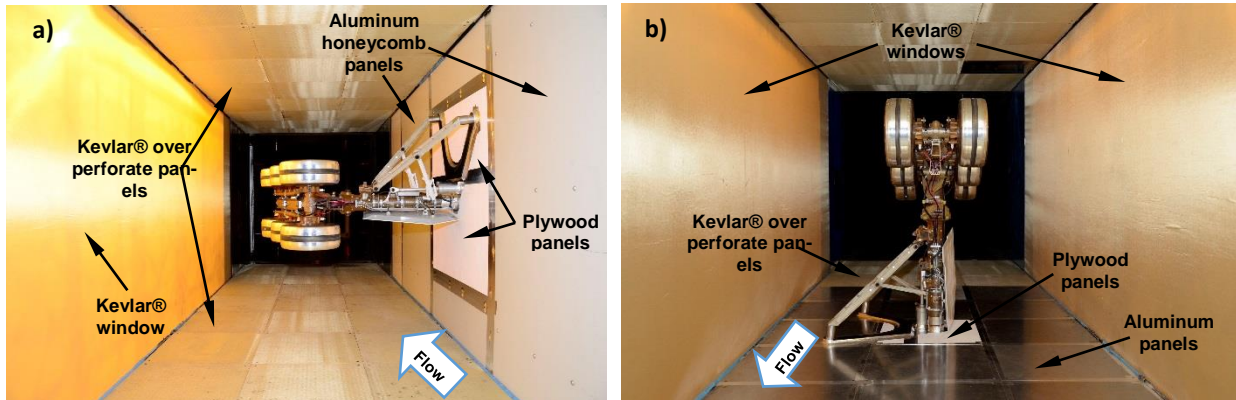 a)
Aluminum
honeycomb
panels
Kevlar® over
perforate pan-
els
Plywood
panels
Kevlar®
window
Flow
b)
Kevlar®
windows
Kevlar® over
perforate pan-
els
Plywood
panels
Aluminum
panels
Flow